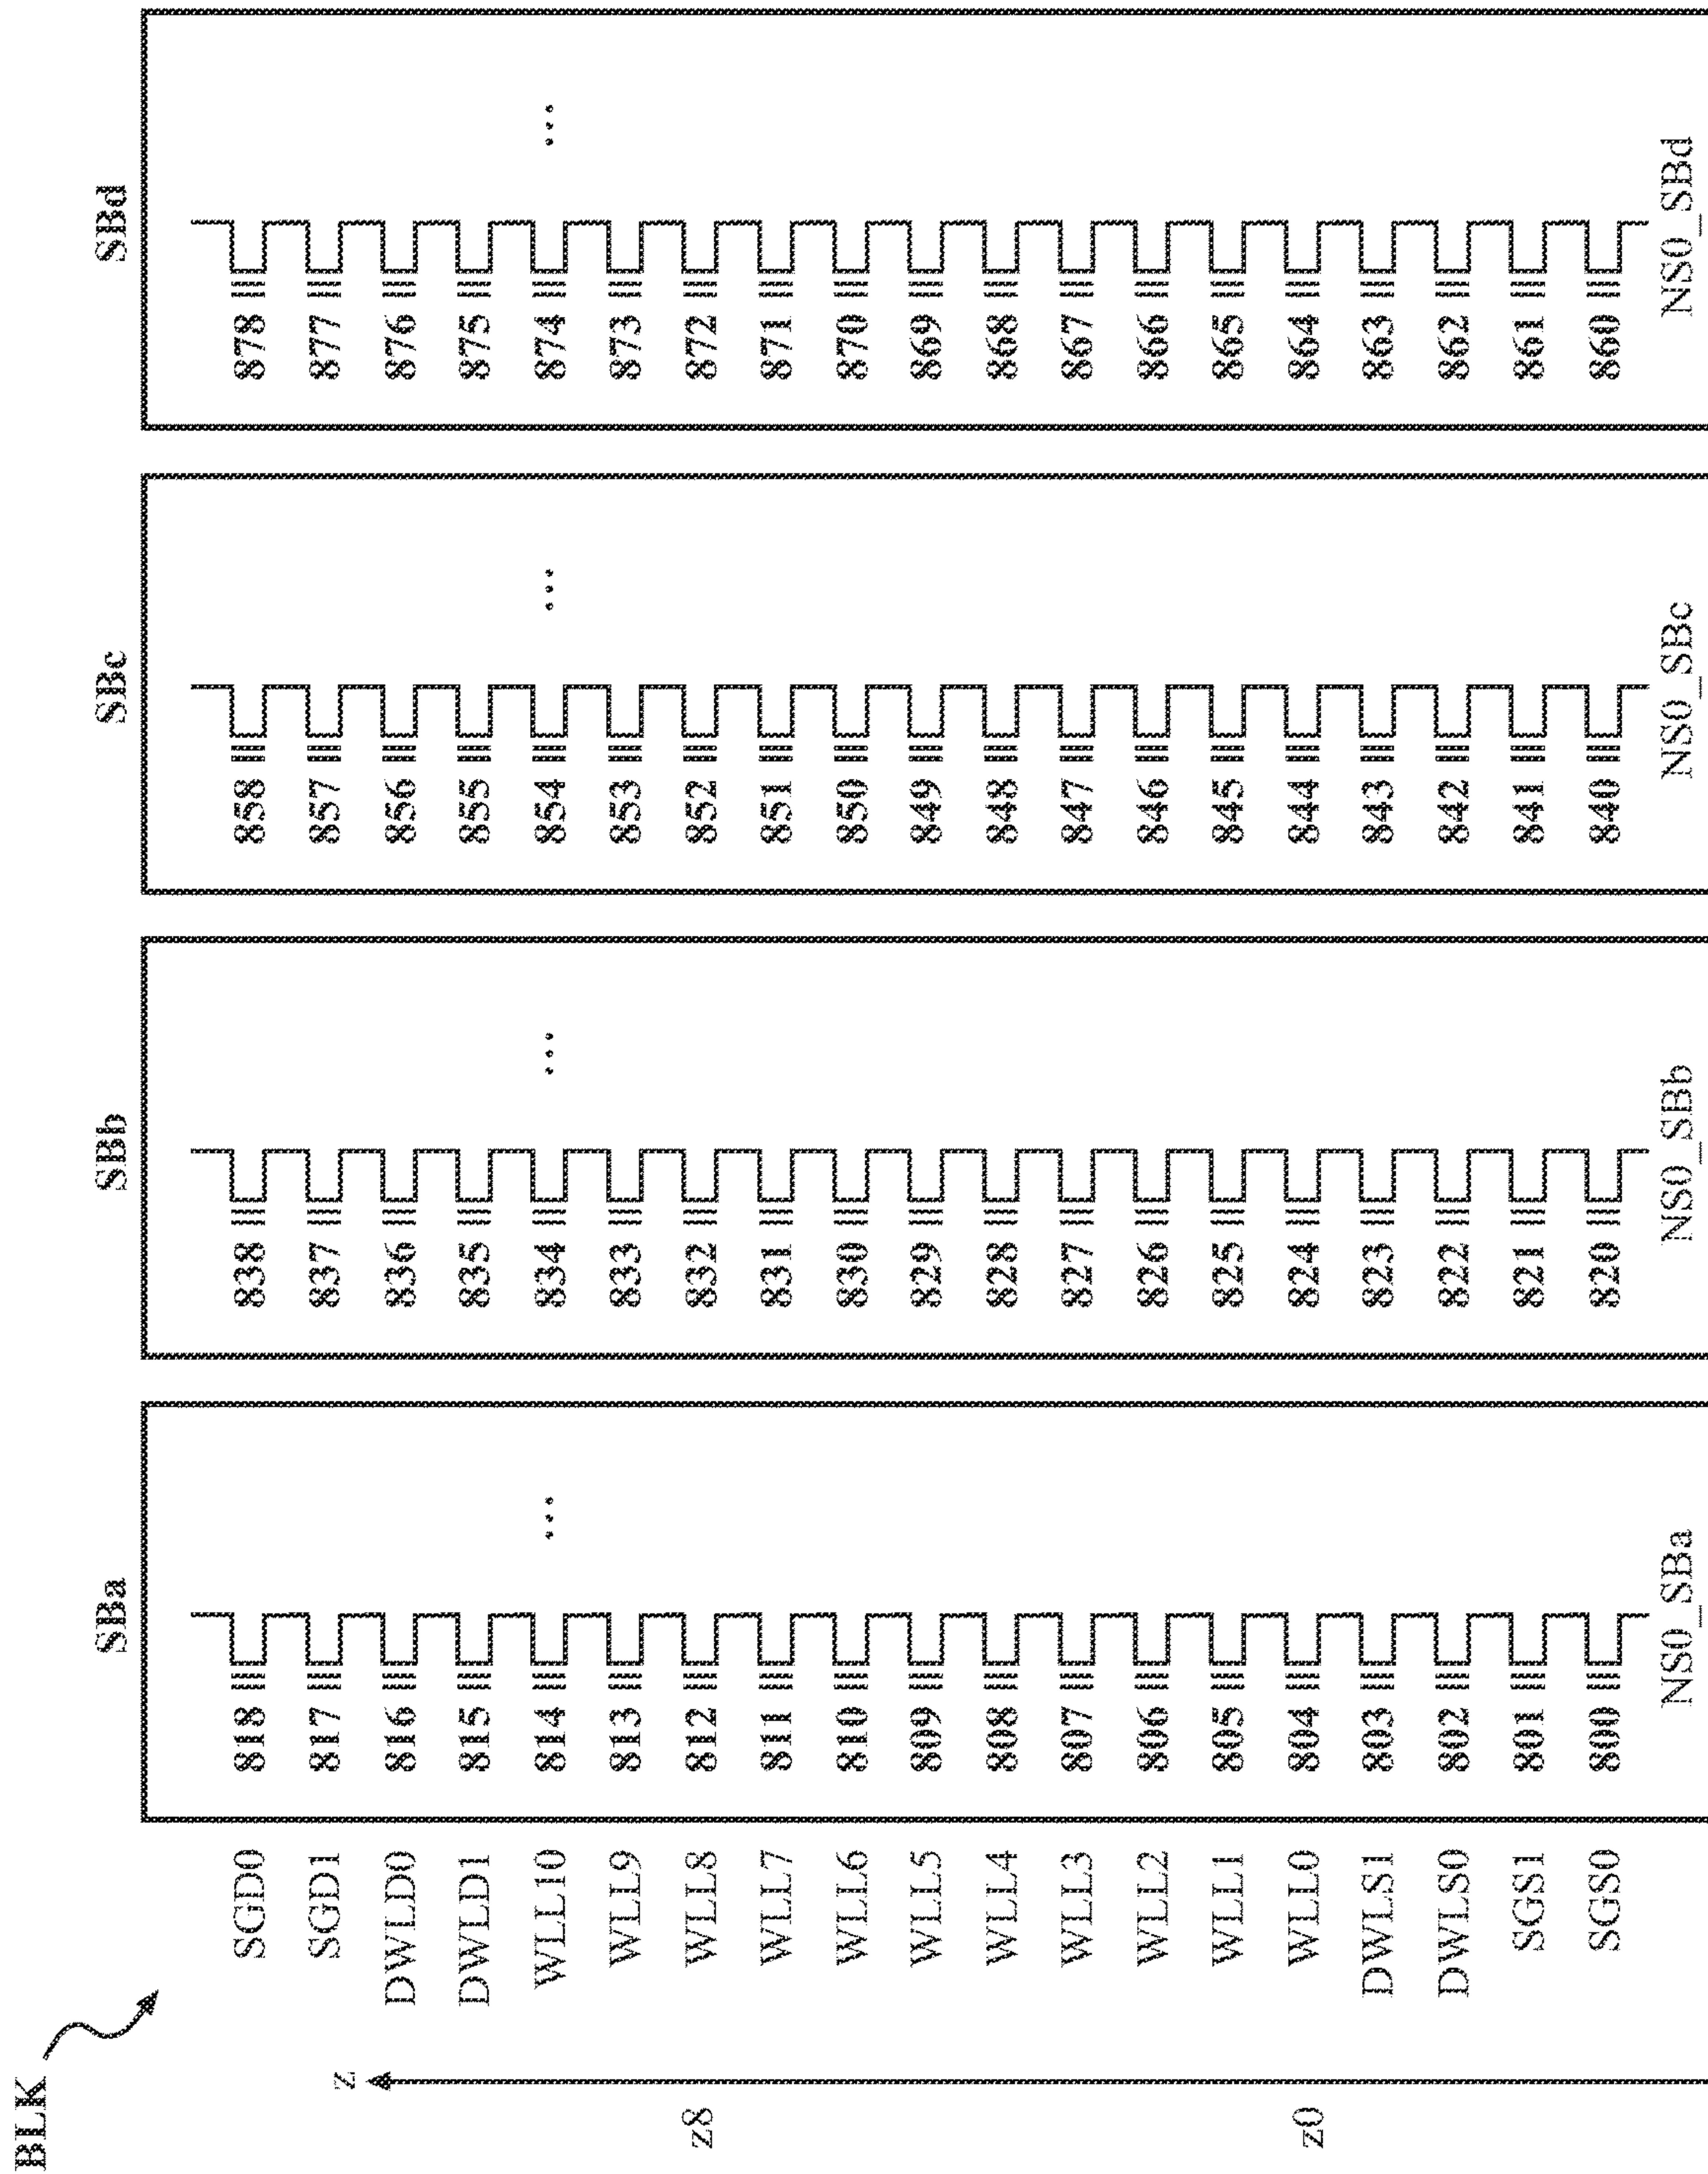 BLK
SBa SBb SBc SBd
SGD0 818 838 858 878
SGD1 817 837 857 877
z
DWLD0 816 836 856 876
DWLD1 815 835 855 875
WLL10 814 834 854 874
... ... ... ...
WLL9 813 833 853 873
z8 WLL8 812 832 852 872
WLL7 811 831 851 871
WLL6 810 830 850 870
WLL5 809 829 849 869
WLL4 808 828 848 868
WLL3 807 827 847 867
WLL2 806 826 846 866
WLL1 805 825 845 865
z0 WLL0 804 824 844 864
DWLS1 803 823 843 863
DWLS0 802 822 842 862
SGS1 801 821 841 861
SGS0 800 820 840 860
NS0_SBa NS0_SBb NS0_SBc NS0_SBd